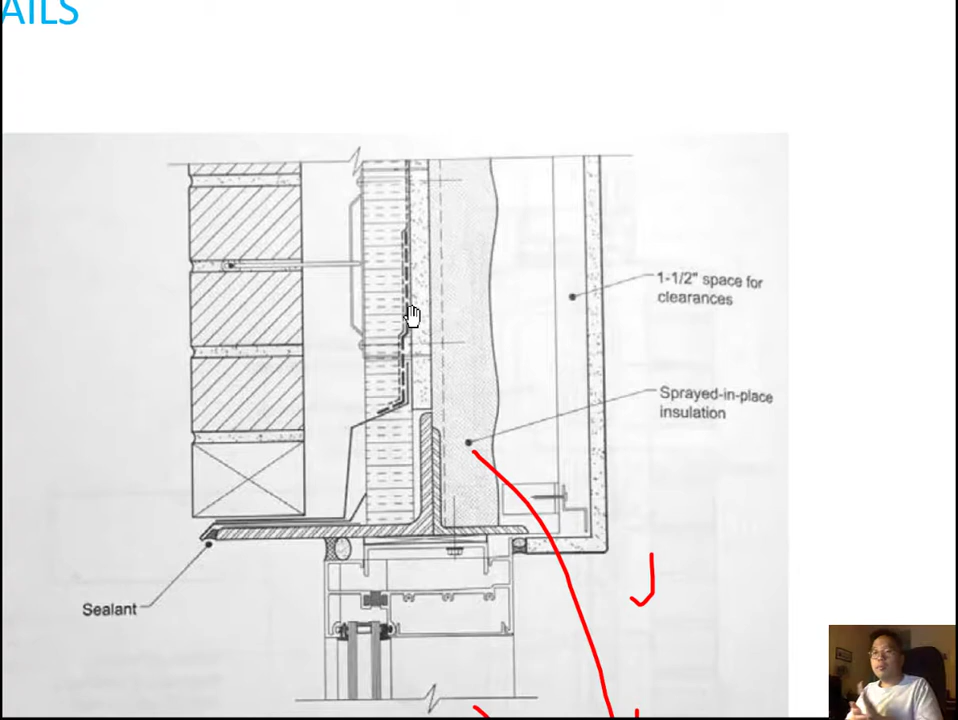 AILS
1-1/2" space for
clearances
Sprayed-in-place
insulation
Sealant